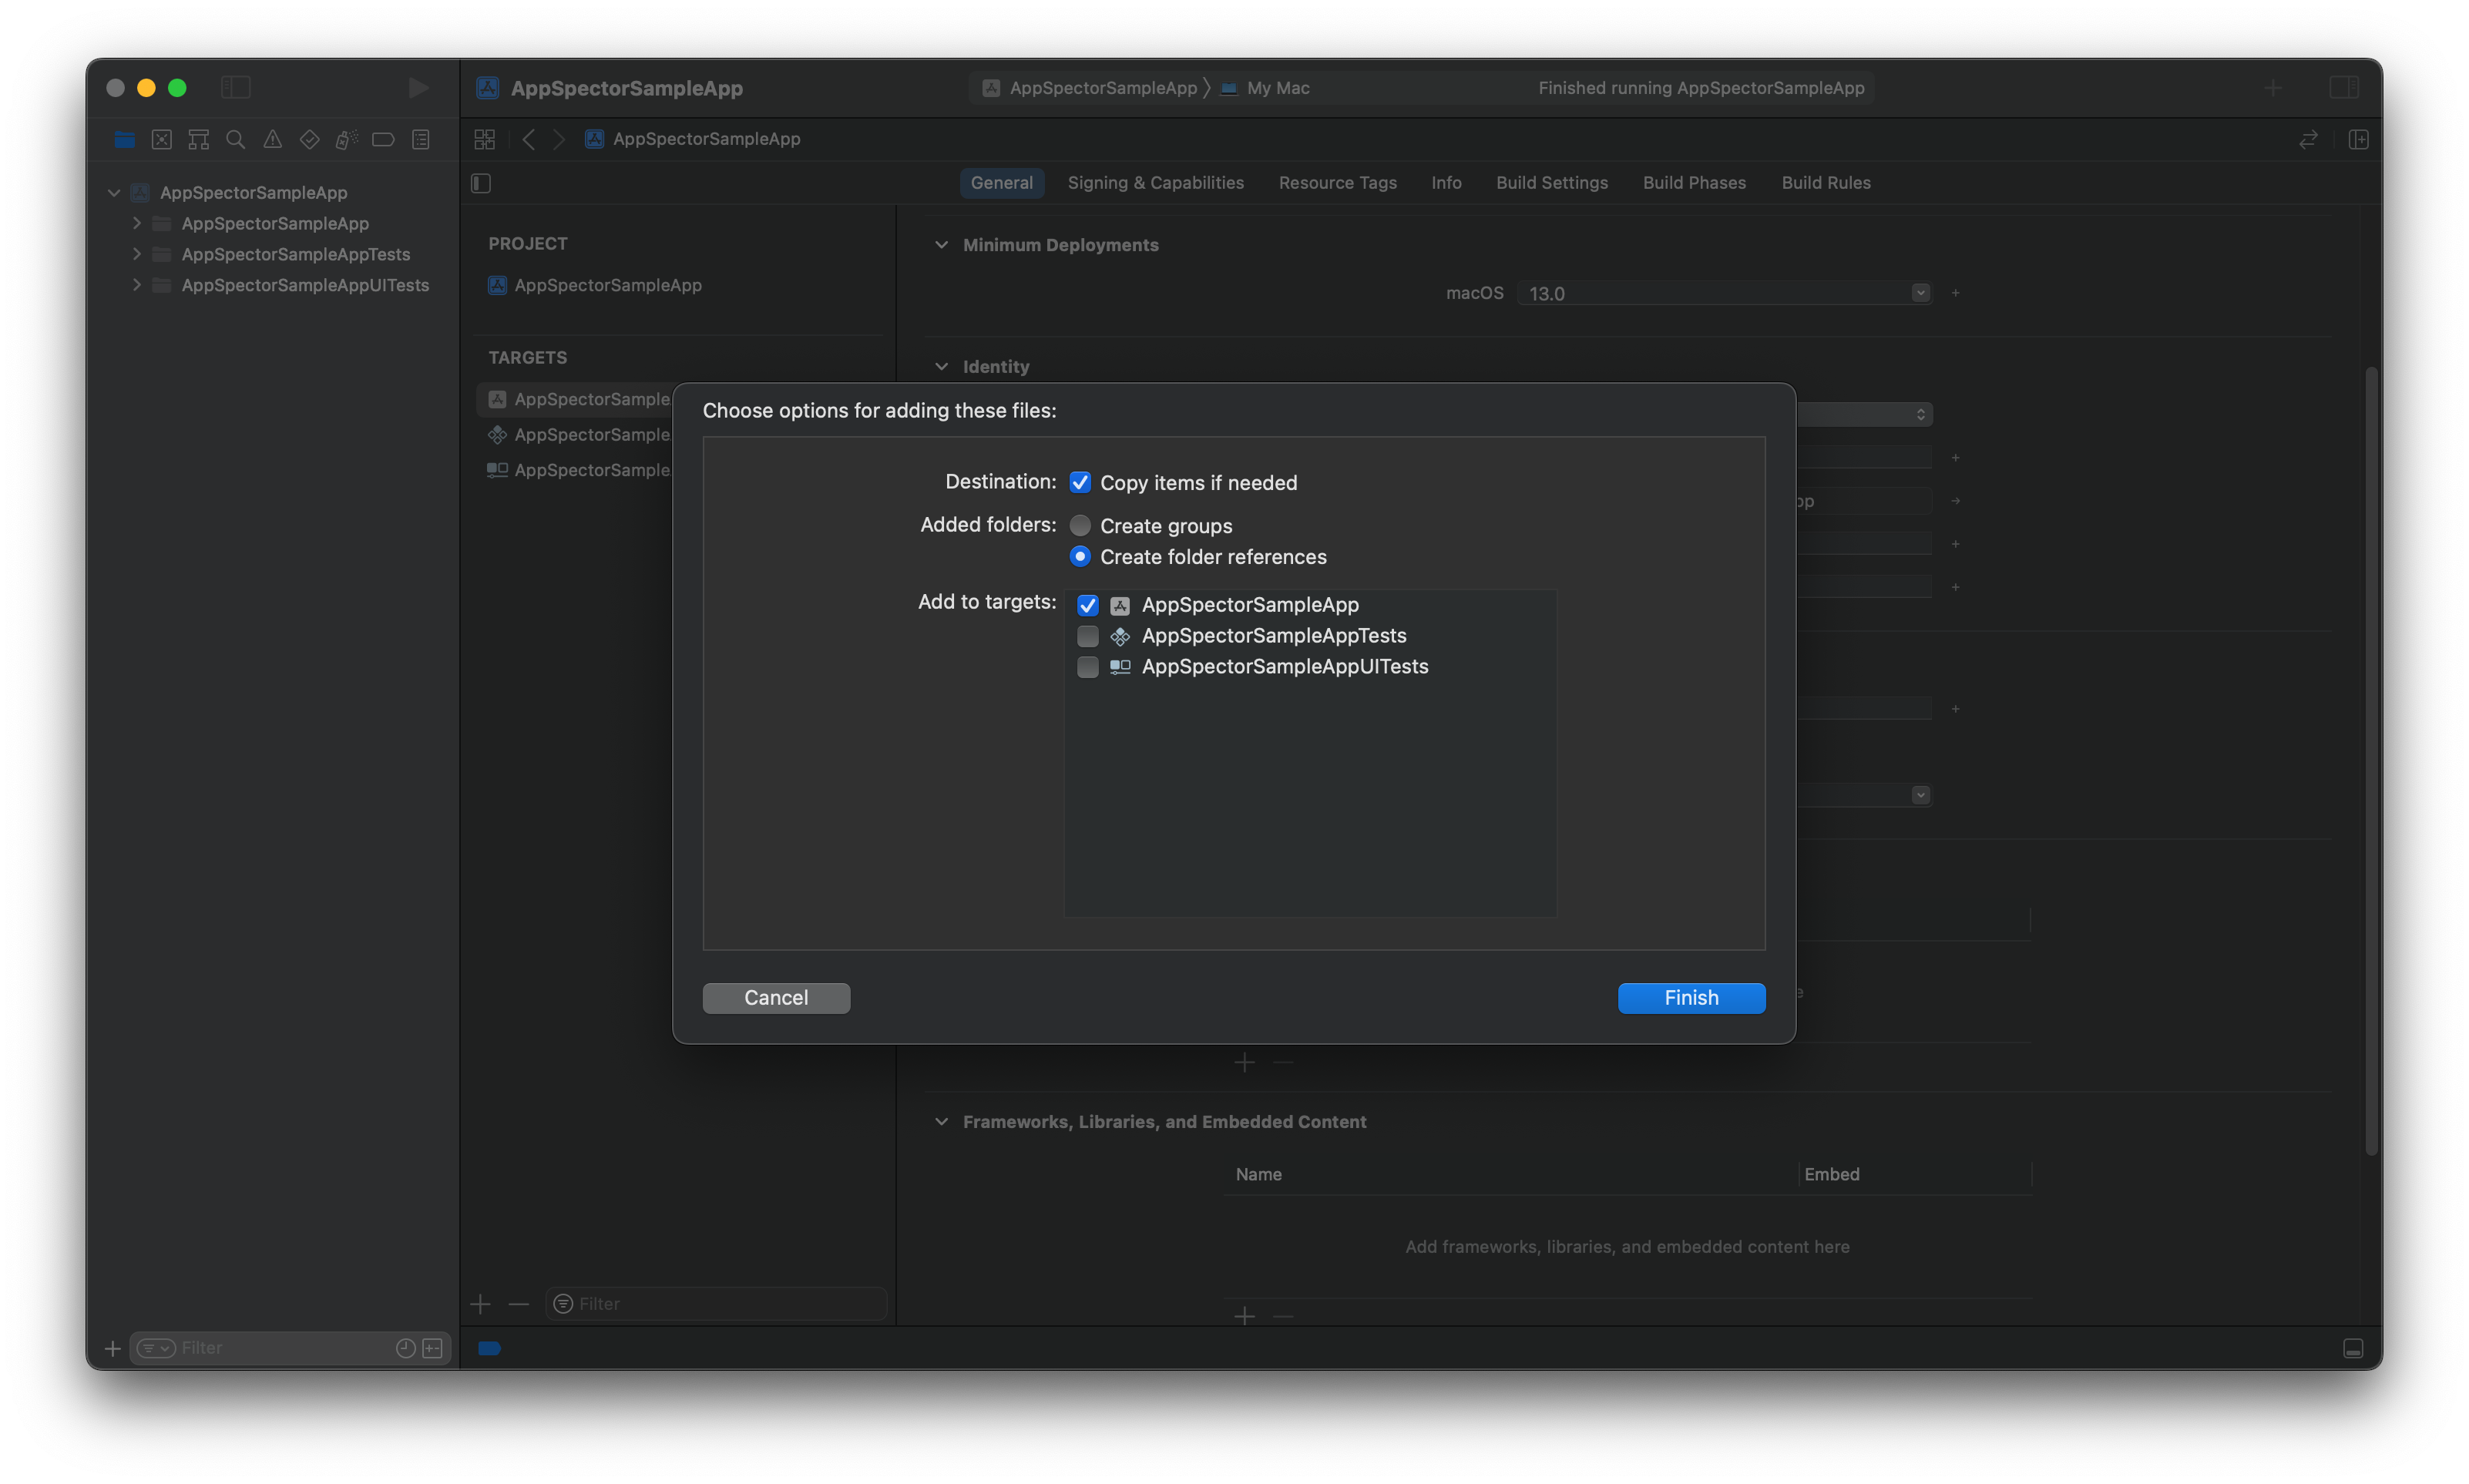 AppSpectorSampleApp
AppSpectorSampleApp
My Mac
Finished running AppSpectorSampleApp
AppSpectorSampleApp
General
Signing & Capabilities
Resource Tags
Info
Build Settings
Build Phases
Build Rules
AppSpectorSampleApp
AppSpectorSampleApp
AppSpectorSampleAppTests
AppSpectorSampleAppUITests
PROJECT
AppSpectorSampleApp
TARGETS
AppSpectorSample
AppSpectorSample
AppSpectorSample
Minimum Deployments
macOS 13.0
Identity
Choose options for adding these files:
Destination: Copy items if needed
Added folders: Create groups
Create folder references
Add to targets: AppSpectorSampleApp
AppSpectorSampleAppTests
AppSpectorSampleAppUITests
Cancel
Finish
Frameworks, Libraries, and Embedded Content
Name
Embed
Add frameworks, libraries, and embedded content here
Filter
Filter